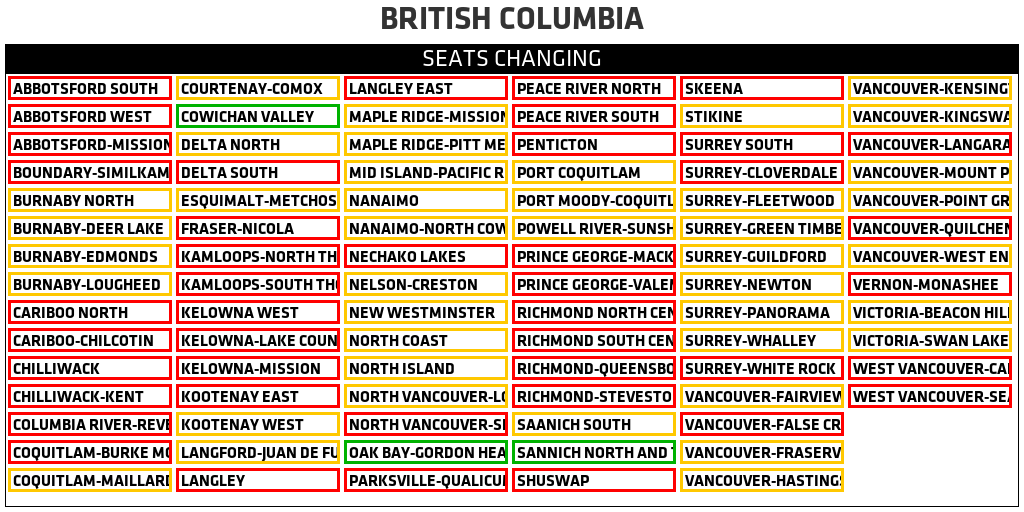 BRITISH COLUMBIA
SEATS CHANGING
ABBOTSFORD SOUTH
ABBOTSFORD WEST
ABBOTSFORD-MISSION
BOUNDARY-SIMILKAM
BURNABY NORTH
BURNABY-DEER LAKE
BURNABY-EDMONDS
BURNABY-LOUGHEED
CARIBOO NORTH
CARIBOO-CHILCOTIN
CHILLIWACK
CHILLIWACK-KENT
COLUMBIA RIVER-REVE
COQUITLAM-BURKE MO
COQUITLAM-MAILLARD
COURTENAY-COMOX
COWICHAN VALLEY
DELTA NORTH
DELTA SOUTH
ESQUIMALT-METCHOS
FRASER-NICOLA
KAMLOOPS-NORTH TH
KAMLOOPS-SOUTH THO
KELOWNA WEST
KELOWNA-LAKE COUN
KELOWNA-MISSION
KOOTENAY EAST
KOOTENAY WEST
LANGFORD-JUAN DE FU
LANGLEY
LANGLEY EAST
MAPLE RIDGE-MISSION
MAPLE RIDGE-PITT ME
MID ISLAND-PACIFIC R
NANAIMO
NANAIMO-NORTH COW
NECHAKO LAKES
NELSON-CRESTON
NEW WESTMINSTER
NORTH COAST
NORTH ISLAND
NORTH VANCOUVER-LO
NORTH VANCOUVER-SE
OAK BAY-GORDON HEA
PARKSVILLE-QUALICUM
PEACE RIVER NORTH
PEACE RIVER SOUTH
PENTICTON
PORT COQUITLAM
PORT MOODY-COQUITL
POWELL RIVER-SUNSH
PRINCE GEORGE-MACK
PRINCE GEORGE-VALEM
RICHMOND NORTH CEN
RICHMOND SOUTH CEN
RICHMOND-QUEENSBO
RICHMOND-STEVESTO
SAANICH SOUTH
SANNICH NORTH AND
SHUSWAP
SKEENA
STIKINE
SURREY SOUTH
SURREY-CLOVERDALE
SURREY-FLEETWOOD
SURREY-GREEN TIMBE
SURREY-GUILDFORD
SURREY-NEWTON
SURREY-PANORAMA
SURREY-WHALLEY
SURREY-WHITE ROCK
VANCOUVER-FAIRVIEW
VANCOUVER-FALSE CR
VANCOUVER-FRASERV
VANCOUVER-HASTINGS
VANCOUVER-KENSING
VANCOUVER-KINGSWA
VANCOUVER-LANGARA
VANCOUVER-MOUNT P
VANCOUVER-POINT GR
VANCOUVER-QUILCHEN
VANCOUVER-WEST EN
VERNON-MONASHEE
VICTORIA-BEACON HIL
VICTORIA-SWAN LAKE
WEST VANCOUVER-CA
WEST VANCOUVER-SEA